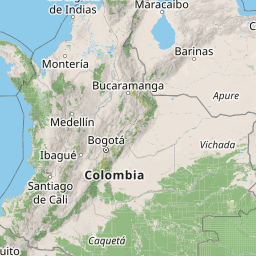 de Indias
Maracaibo
Barinas
Montería
Bucaramanga
Apure
Medellín
Bogotá
Vichada
Ibagué
Colombia
Santiago
de Cali
Caquetá
uito